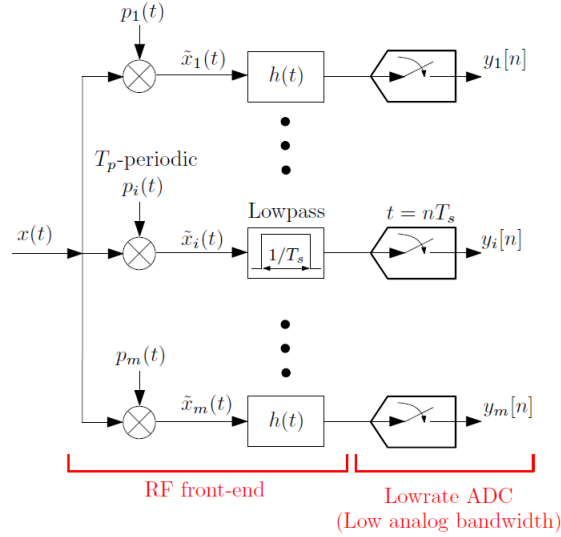 p₁(t)
x̃₁(t)
h(t)
y₁[n]
Tₚ-periodic
pᵢ(t)
Lowpass
t = nTₛ
x(t)
x̃ᵢ(t)
1/Tₛ
yᵢ[n]
pₘ(t)
x̃ₘ(t)
h(t)
yₘ[n]
RF front-end
Lowrate ADC
(Low analog bandwidth)